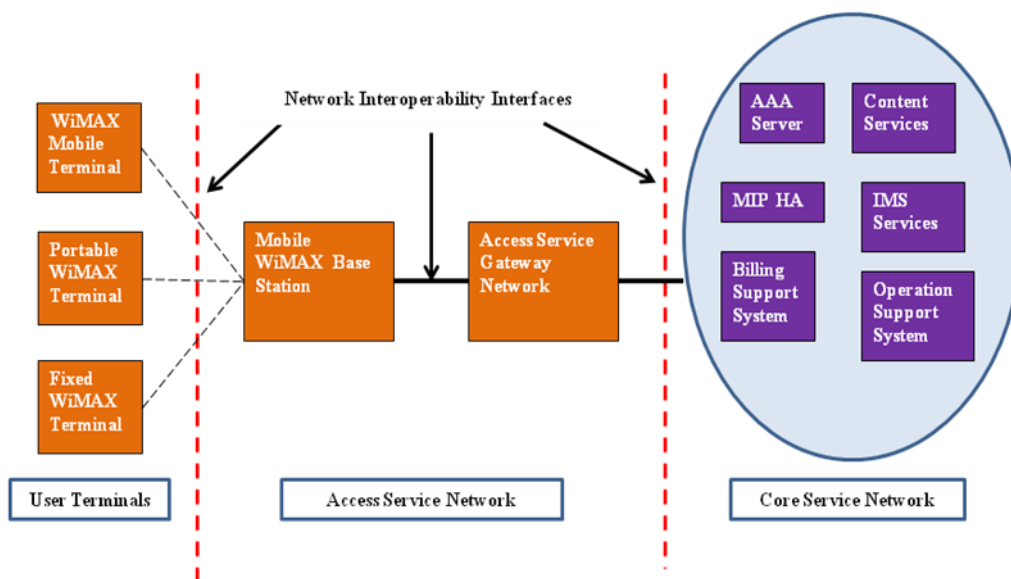 Network Interoperability Interfaces
WiMAX
Mobile
Terminal
Portable
WiMAX
Terminal
Fixed
WiMAX
Terminal
Mobile
WiMAX Base
Station
Access Service
Gateway
Network
AAA
Server
Content
Services
MIP HA
IMS
Services
Billing
Support
System
Operation
Support
System
User Terminals
Access Service Network
Core Service Network